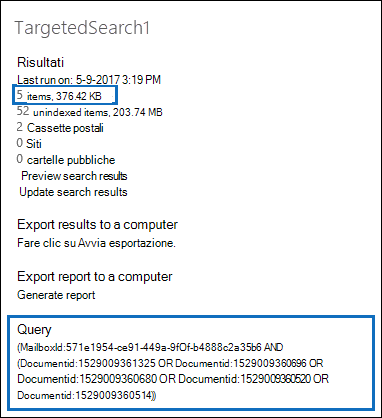 TargetedSearch1
Risultati
Last run on: 5-9-2017 3:19 PM
5 items, 376.42 KB
52 unindexed items, 203.74 MB
2 Cassette postali
0 Siti
0 cartelle pubbliche
Preview search results
Update search results
Export results to a computer
Fare clic su Avvia esportazione.
Export report to a computer
Generate report
Query
(MailboxId:571e1954-ce91-449a-9f0f-b4888c2a35b6 AND
(Documentid:1529009361325 OR Documentid:1529009360696 OR
Documentid:1529009360680 OR Documentid:1529009360520 OR
Documentid:1529009360514))